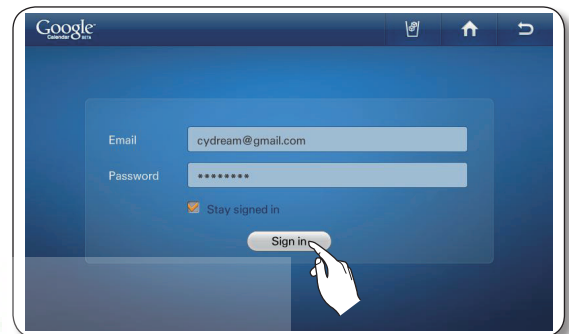 Google
Calendar BETA
Email
cydream@gmail.com
Password
********
Stay signed in
Sign in